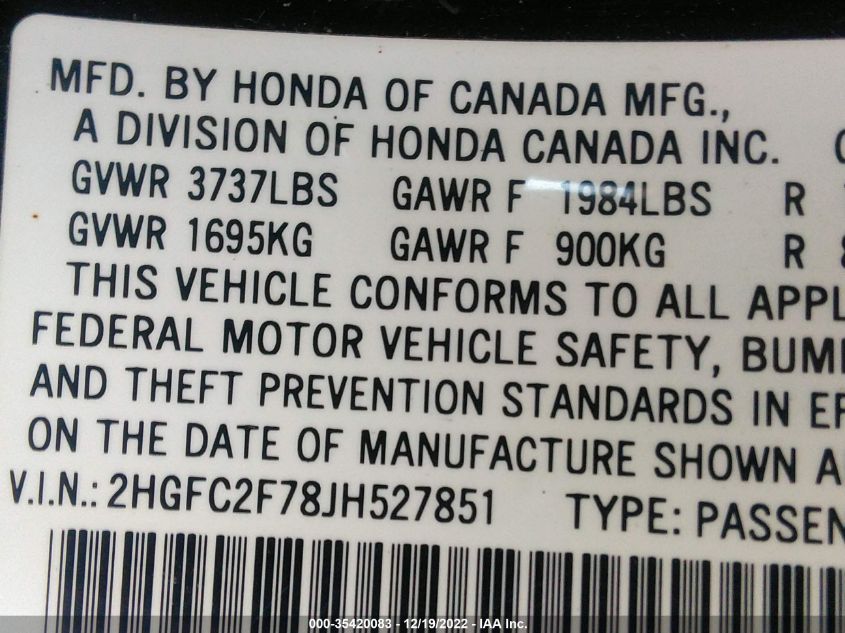 MFD. BY HONDA OF CANADA MFG.,
A DIVISION OF HONDA CANADA INC.
GVWR 3737LBS GAWR F 1984LBS R
GVWR 1695KG GAWR F 900KG R
THIS VEHICLE CONFORMS TO ALL APPL
FEDERAL MOTOR VEHICLE SAFETY, BUM
AND THEFT PREVENTION STANDARDS IN EF
ON THE DATE OF MANUFACTURE SHOWN A
V.I.N.: 2HGFC2F78JH527851 TYPE: PASSEN
000-35420083 - 12/19/2022 - IAA Inc.